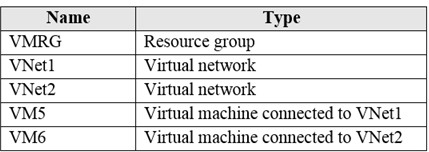 Name Type
VMRG Resource group
VNet1 Virtual network
VNet2 Virtual network
VM5 Virtual machine connected to VNet1
VM6 Virtual machine connected to VNet2